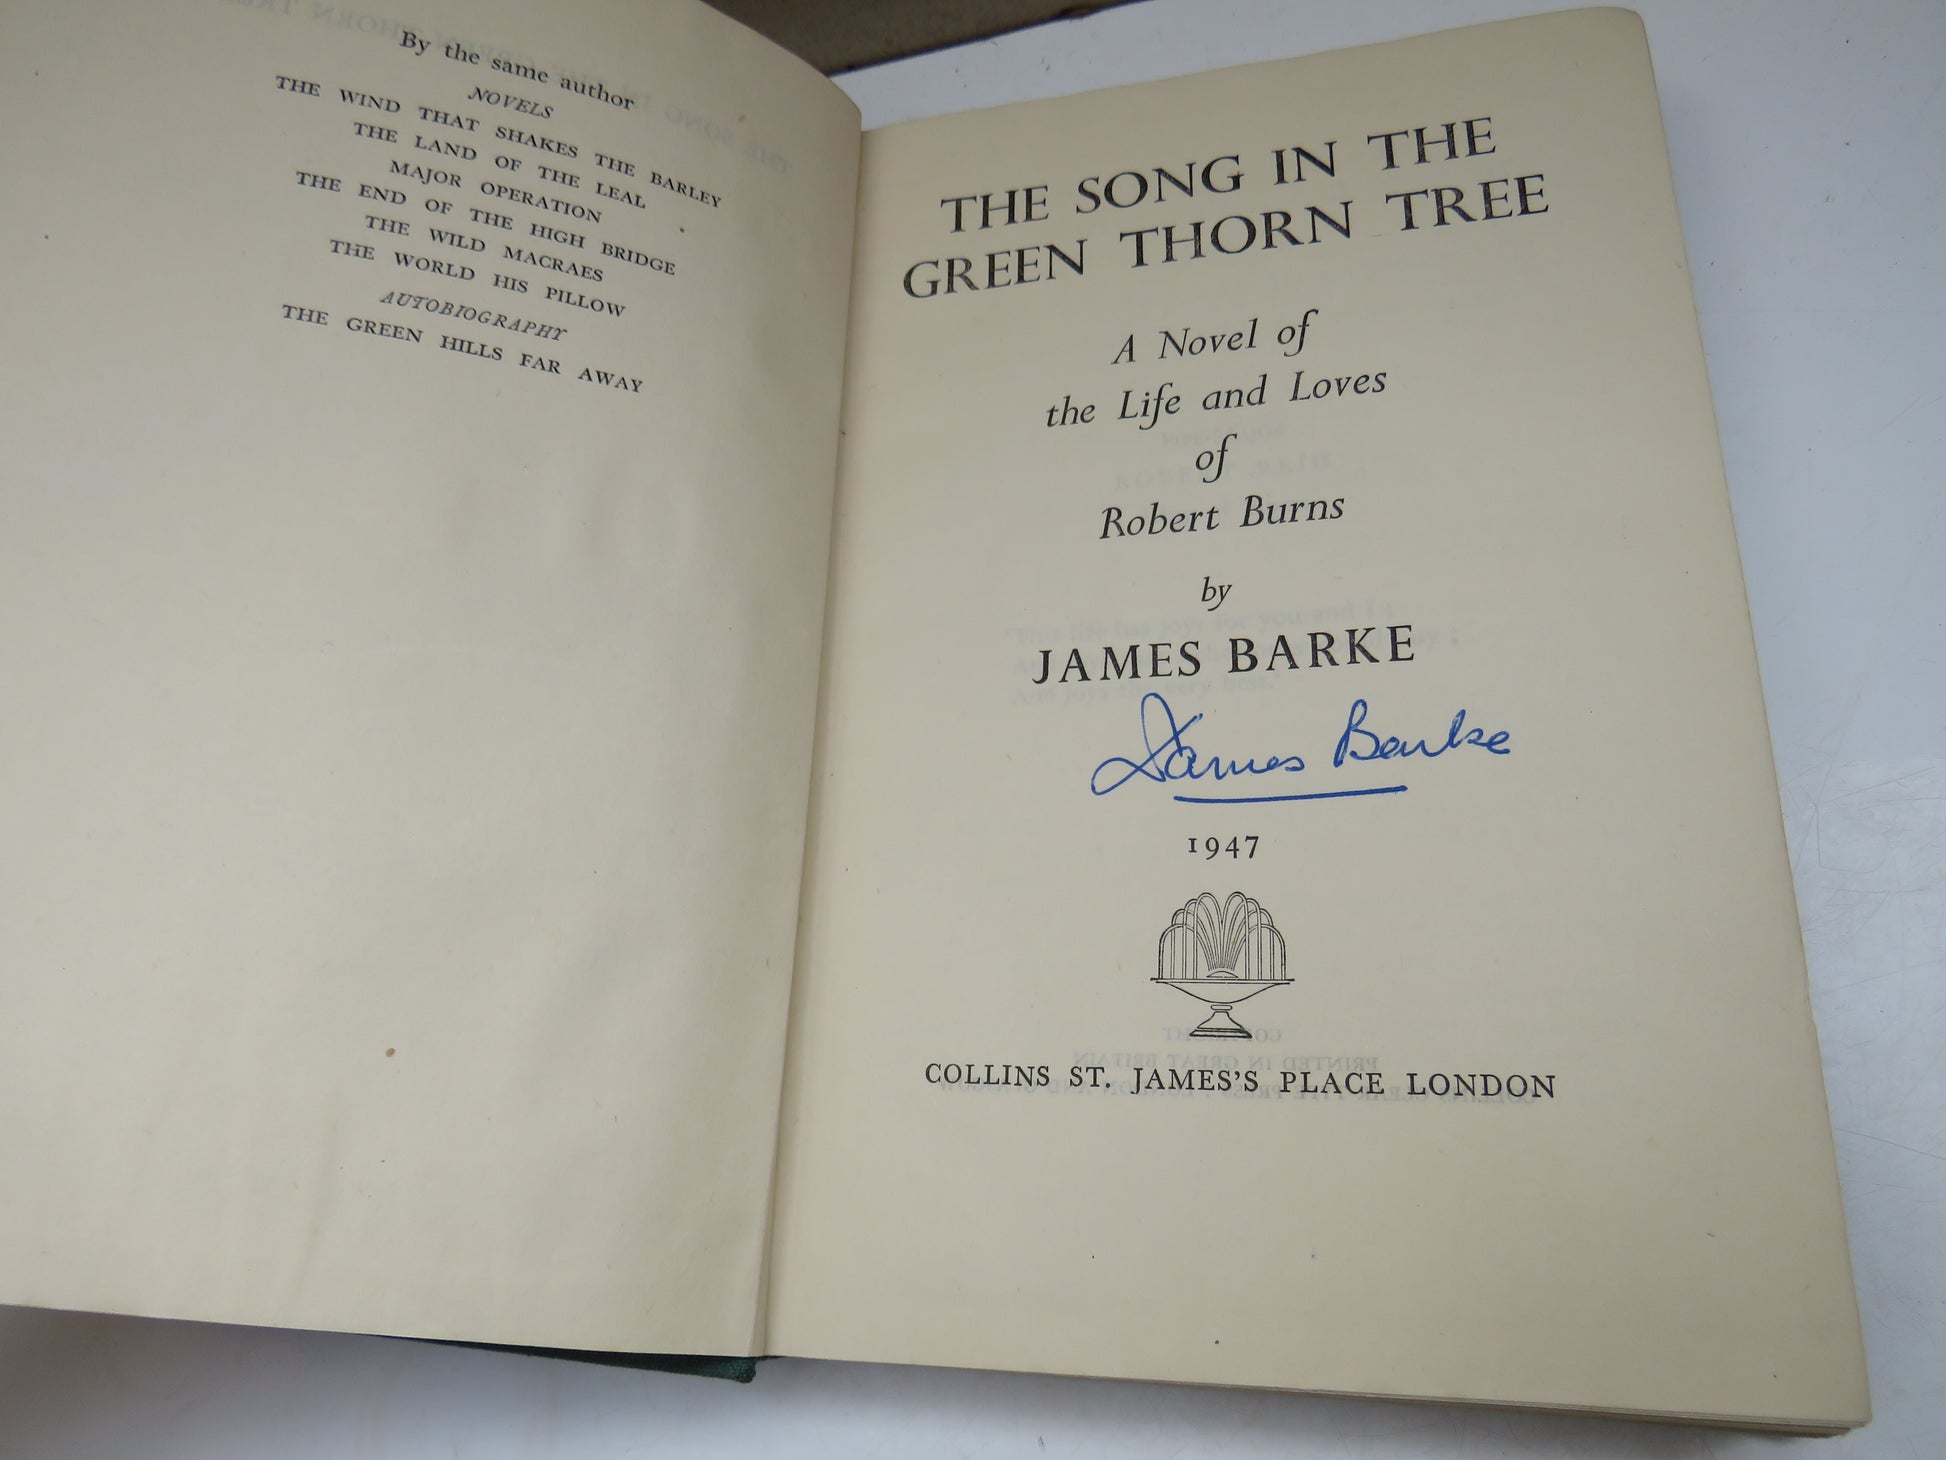 By the same author
NOVELS
THE WIND THAT SHAKES THE BARLEY
THE LAND OF THE LEAL
MAJOR OPERATION
THE END OF THE HIGH BRIDGE
THE WILD MACRAES
THE WORLD HIS PILLOW
AUTOBIOGRAPHY
THE GREEN HILLS FAR AWAY
THE SONG IN THE
GREEN THORN TREE
A Novel of
the Life and Loves
of
Robert Burns
by
JAMES BARKE
James Barke
1947
COLLINS ST. JAMES'S PLACE LONDON